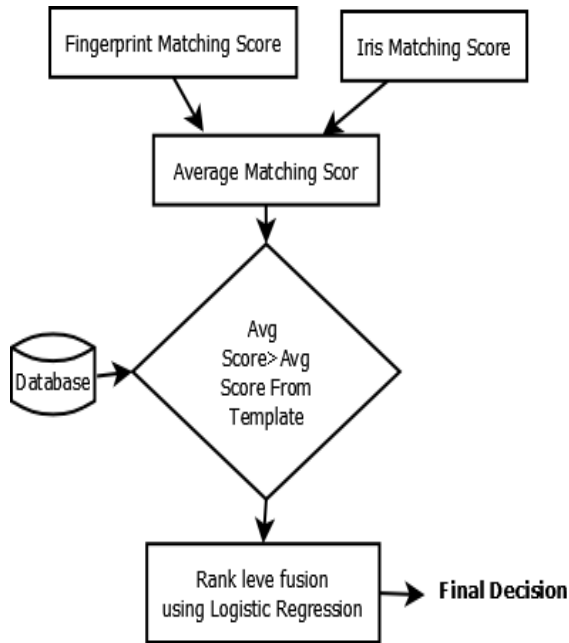 Fingerprint Matching Score
Iris Matching Score
Average Matching Scor
Avg
Score>Avg
Score From
Template
Database
Rank leve fusion
using Logistic Regression
Final Decision